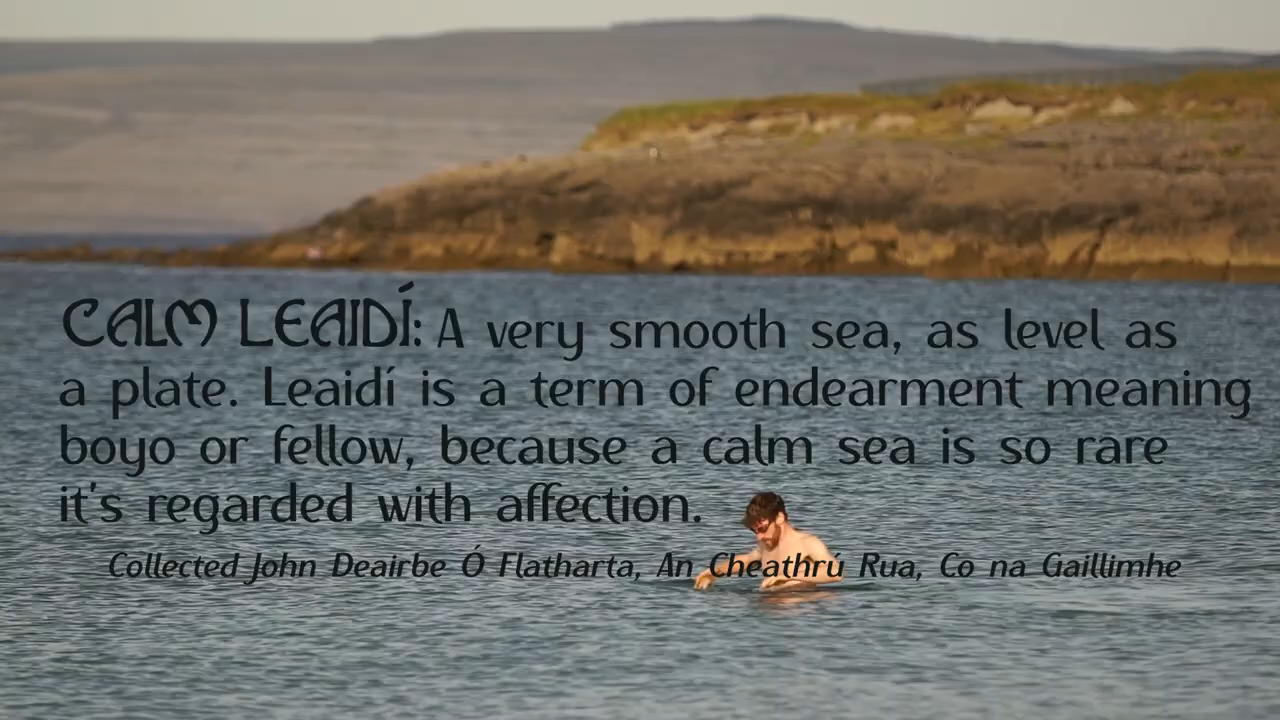 CALM LEAIDÍ: A very smooth sea, as level as
a plate. Leaidí is a term of endearment meaning
boyo or fellow, because a calm sea is so rare
it's regarded with affection.
Collected John Deairbe Ó Flatharta, An Cheathrú Rua, Co na Gaillimhe